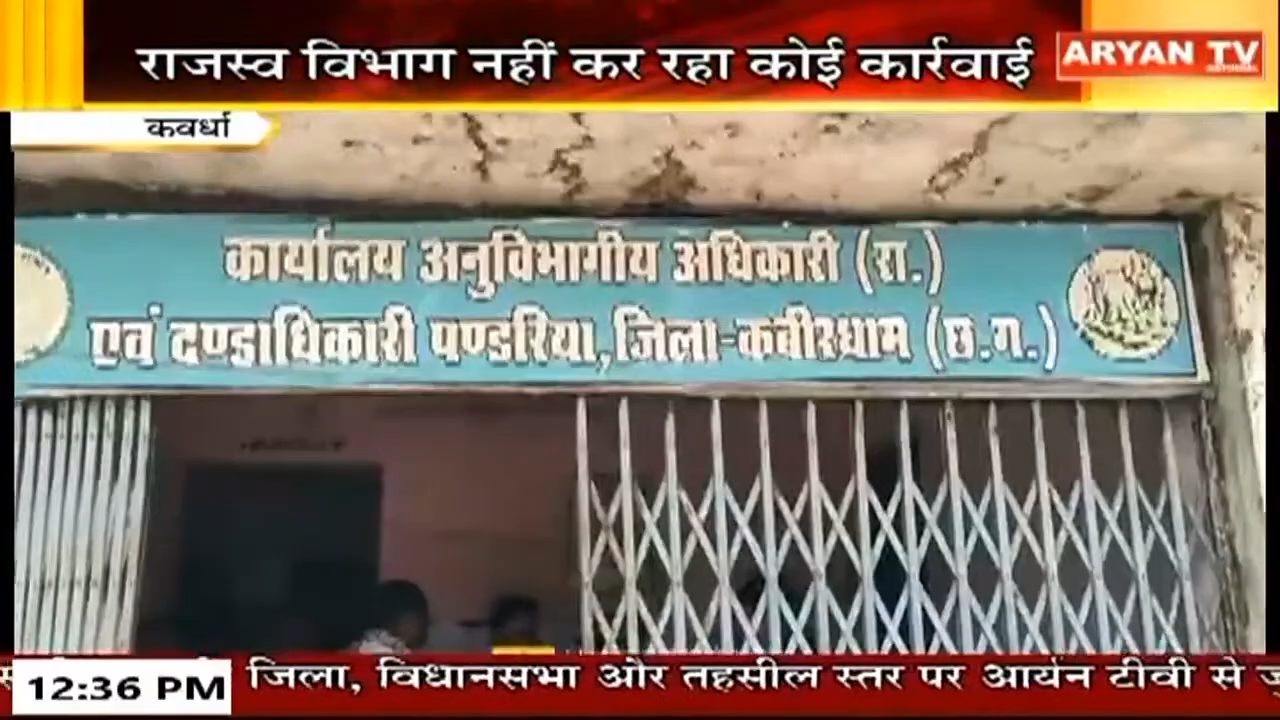 राजस्व विभाग नहीं कर रहा कोई कार्रवाई
ARYAN TV
NATIONAL
कवर्धा
कार्यालय अनुविभागीय अधिकारी (रा.)
एवं दण्डाधिकारी पण्डरिया, जिला-कबीरधाम (छ.ग.)
12:36 PM
जिला, विधानसभा और तहसील स्तर पर आर्यन टीवी से